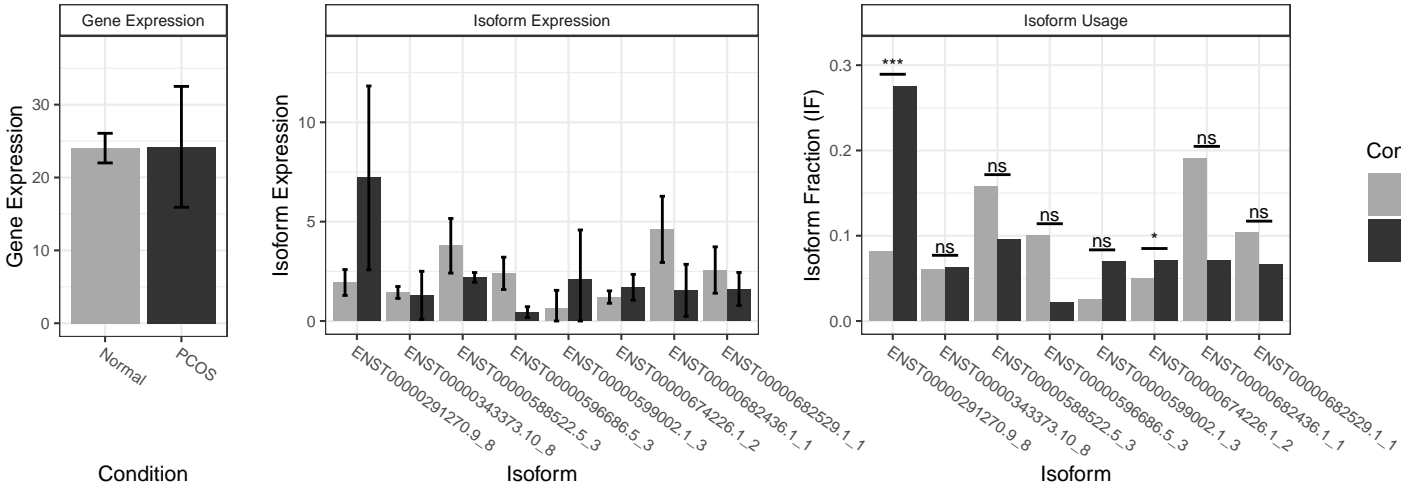 Gene Expression
Isoform Expression
Isoform Usage
Gene Expression
30
20
10
0
Normal
PCOS
Condition
Isoform Expression
10
5
0
ENST00000291270.9_8
ENST00000343373.10_8
ENST00000588522.5_3
ENST00000596686.5_3
ENST00000599002.1_3
ENST00000674226.1_2
ENST00000682436.1_1
ENST00000682529.1_1
Isoform
Isoform Fraction (IF)
0.3
0.2
0.1
0.0
***
ns
ns
ns
ns
*
ns
ns
ENST00000291270.9_8
ENST00000343373.10_8
ENST00000588522.5_3
ENST00000596686.5_3
ENST00000599002.1_3
ENST00000674226.1_2
ENST00000682436.1_1
ENST00000682529.1_1
Isoform
Con